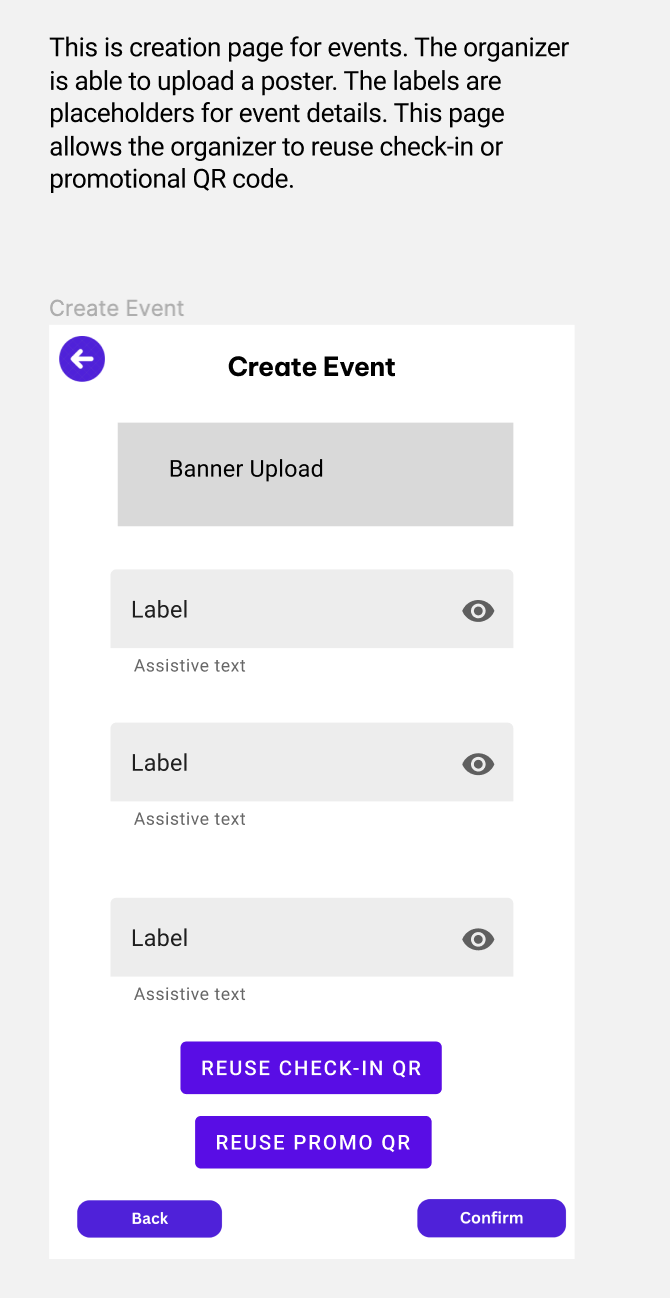 This is creation page for events. The organizer
is able to upload a poster. The labels are
placeholders for event details. This page
allows the organizer to reuse check-in or
promotional QR code.
Create Event
Create Event
Banner Upload
Label
Assistive text
Label
Assistive text
Label
Assistive text
REUSE CHECK-IN QR
REUSE PROMO QR
Back
Confirm